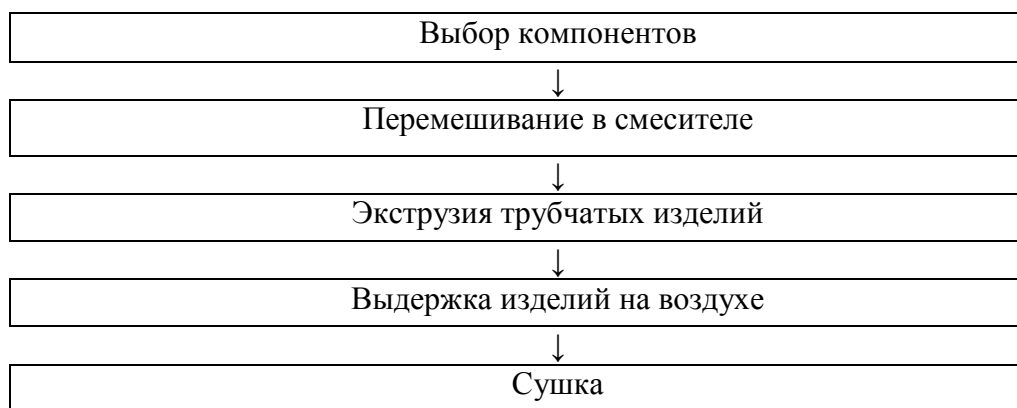 Выбор компонентов
↓
Перемешивание в смесителе
↓
Экструзия трубчатых изделий
↓
Выдержка изделий на воздухе
↓
Сушка